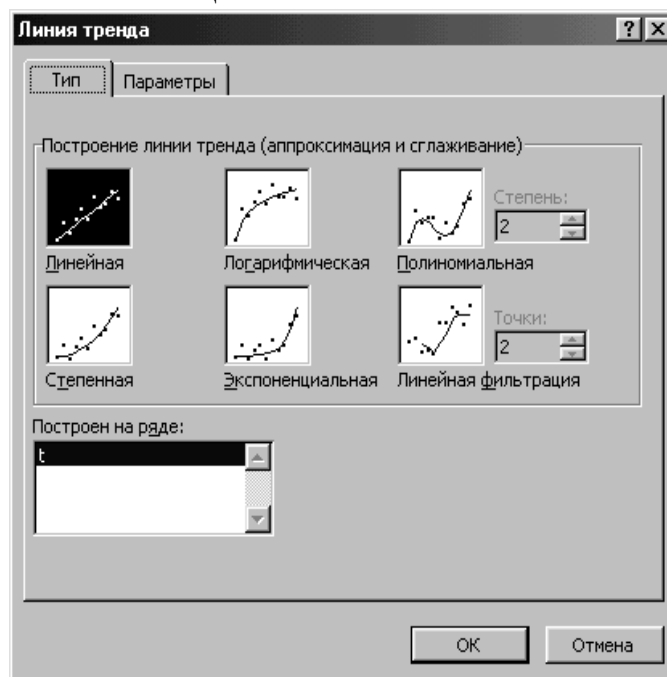 Линия тренда
Тип Параметры
Построение линии тренда (аппроксимация и сглаживание)
Степень:
2
Линейная Логарифмическая Полиномиальная
Точки:
2
Степенная Экспоненциальная Линейная фильтрация
Построен на ряде:
t
ОК Отмена